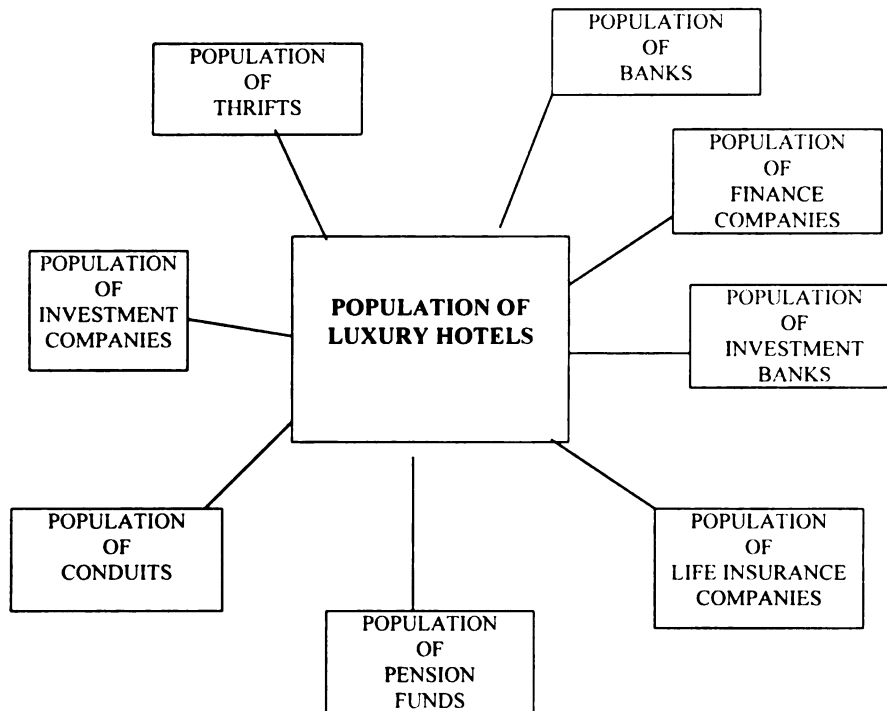 POPULATION
OF
BANKS
POPULATION
OF
THRIFTS
POPULATION
OF
FINANCE
COMPANIES
POPULATION
OF
INVESTMENT
COMPANIES
POPULATION OF
LUXURY HOTELS
POPULATION
OF
INVESTMENT
BANKS
POPULATION
OF
CONDUITS
POPULATION
OF
LIFE INSURANCE
COMPANIES
POPULATION
OF
PENSION
FUNDS